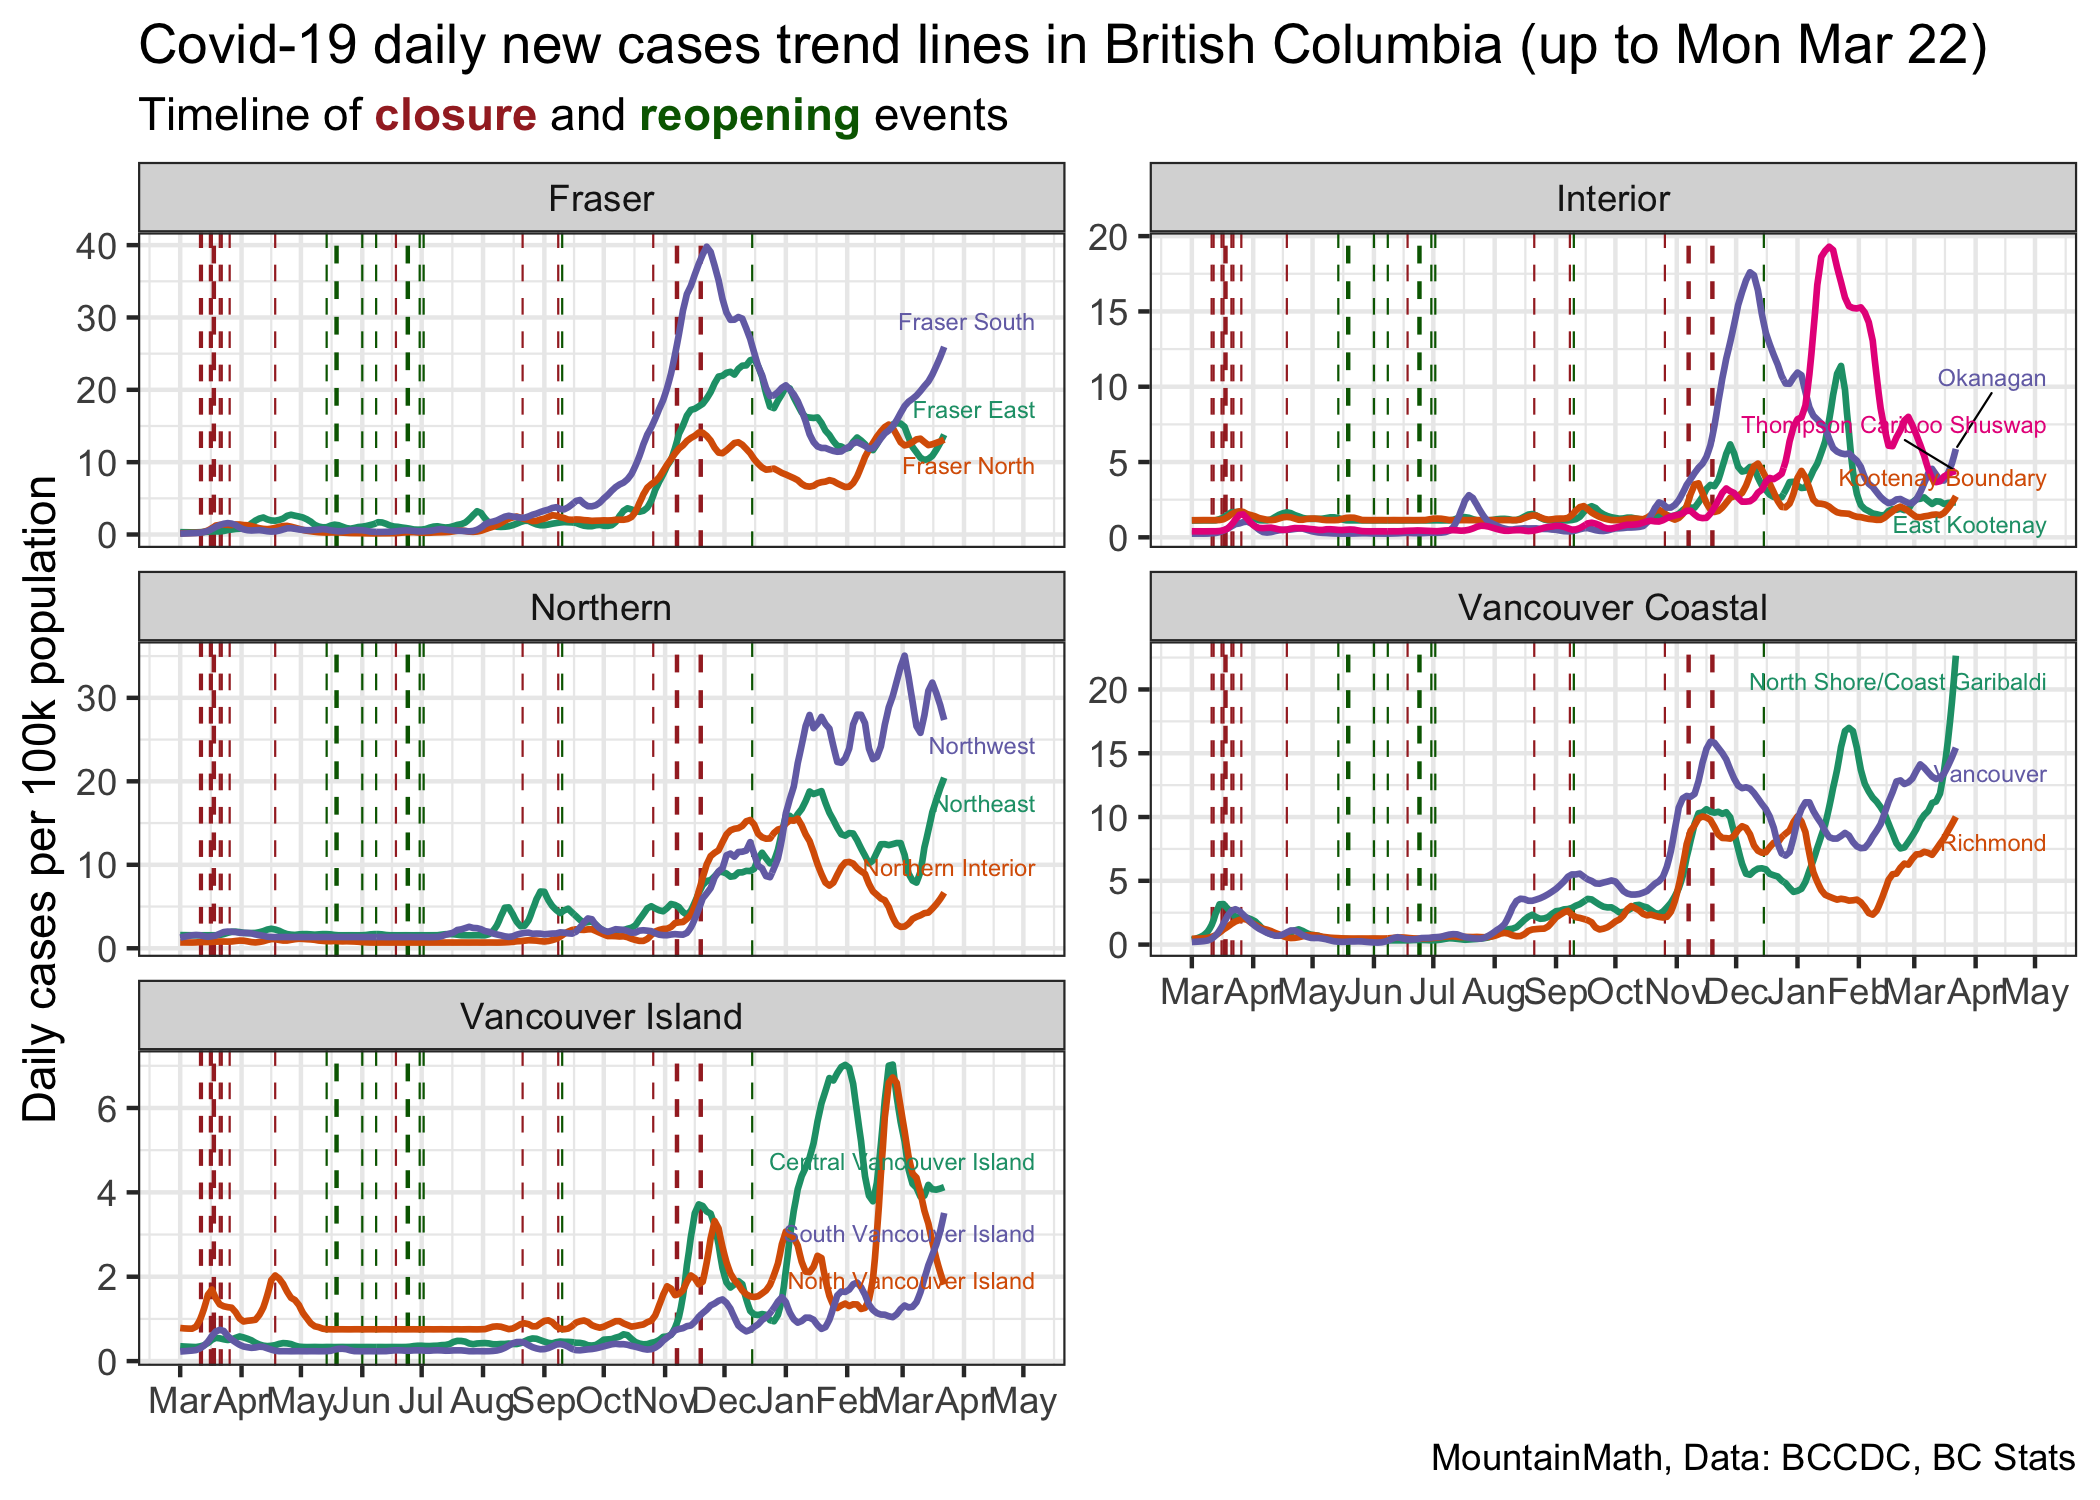 Covid-19 daily new cases trend lines in British Columbia (up to Mon Mar 22)
Timeline of closure and reopening events
Daily cases per 100k population
Fraser
40
30
20
10
0
Fraser South
Fraser East
Fraser North
Interior
20
15
10
5
0
Okanagan
Thompson Cariboo Shuswap
Kootenay Boundary
East Kootenay
Northern
30
20
10
0
Northwest
Northeast
Northern Interior
Vancouver Coastal
20
15
10
5
0
North Shore/Coast Garibaldi
Vancouver
Richmond
Mar Apr May Jun Jul Aug Sep Oct Nov Dec Jan Feb Mar Apr May
Vancouver Island
6
4
2
0
Central Vancouver Island
South Vancouver Island
North Vancouver Island
Mar Apr May Jun Jul Aug Sep Oct Nov Dec Jan Feb Mar Apr May
MountainMath, Data: BCCDC, BC Stats